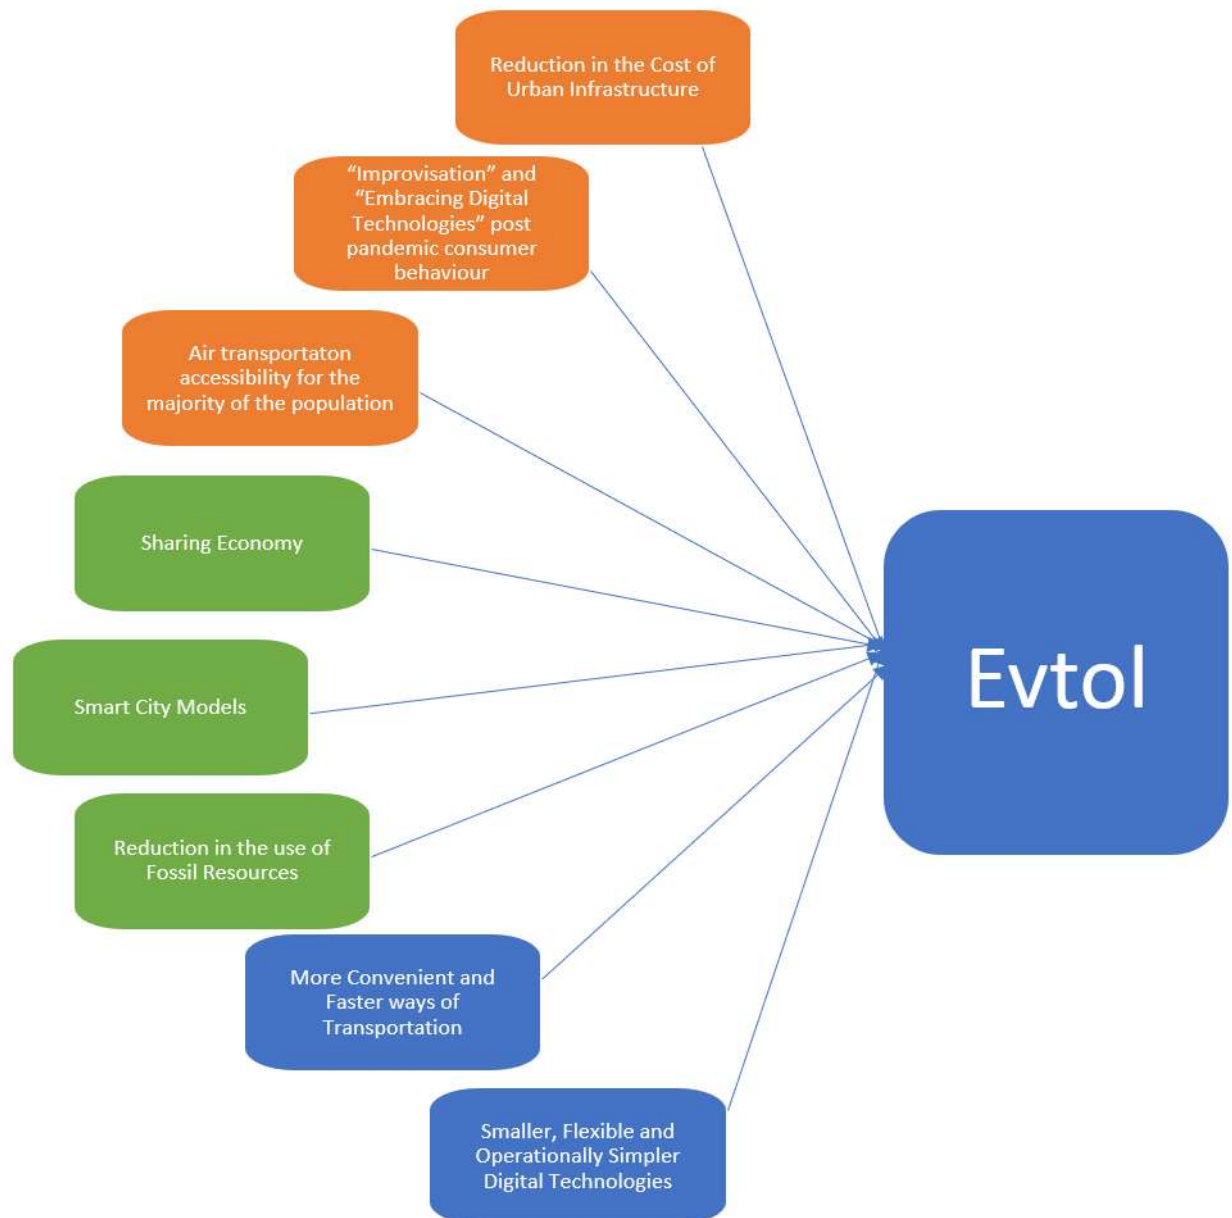 Reduction in the Cost of
Urban Infrastructure
“Improvisation” and
“Embracing Digital
Technologies” post
pandemic consumer
behaviour
Air transportaton
accessibility for the
majority of the population
Sharing Economy
Smart City Models
Reduction in the use of
Fossil Resources
More Convenient and
Faster ways of
Transportation
Smaller, Flexible and
Operationally Simpler
Digital Technologies
Evtol